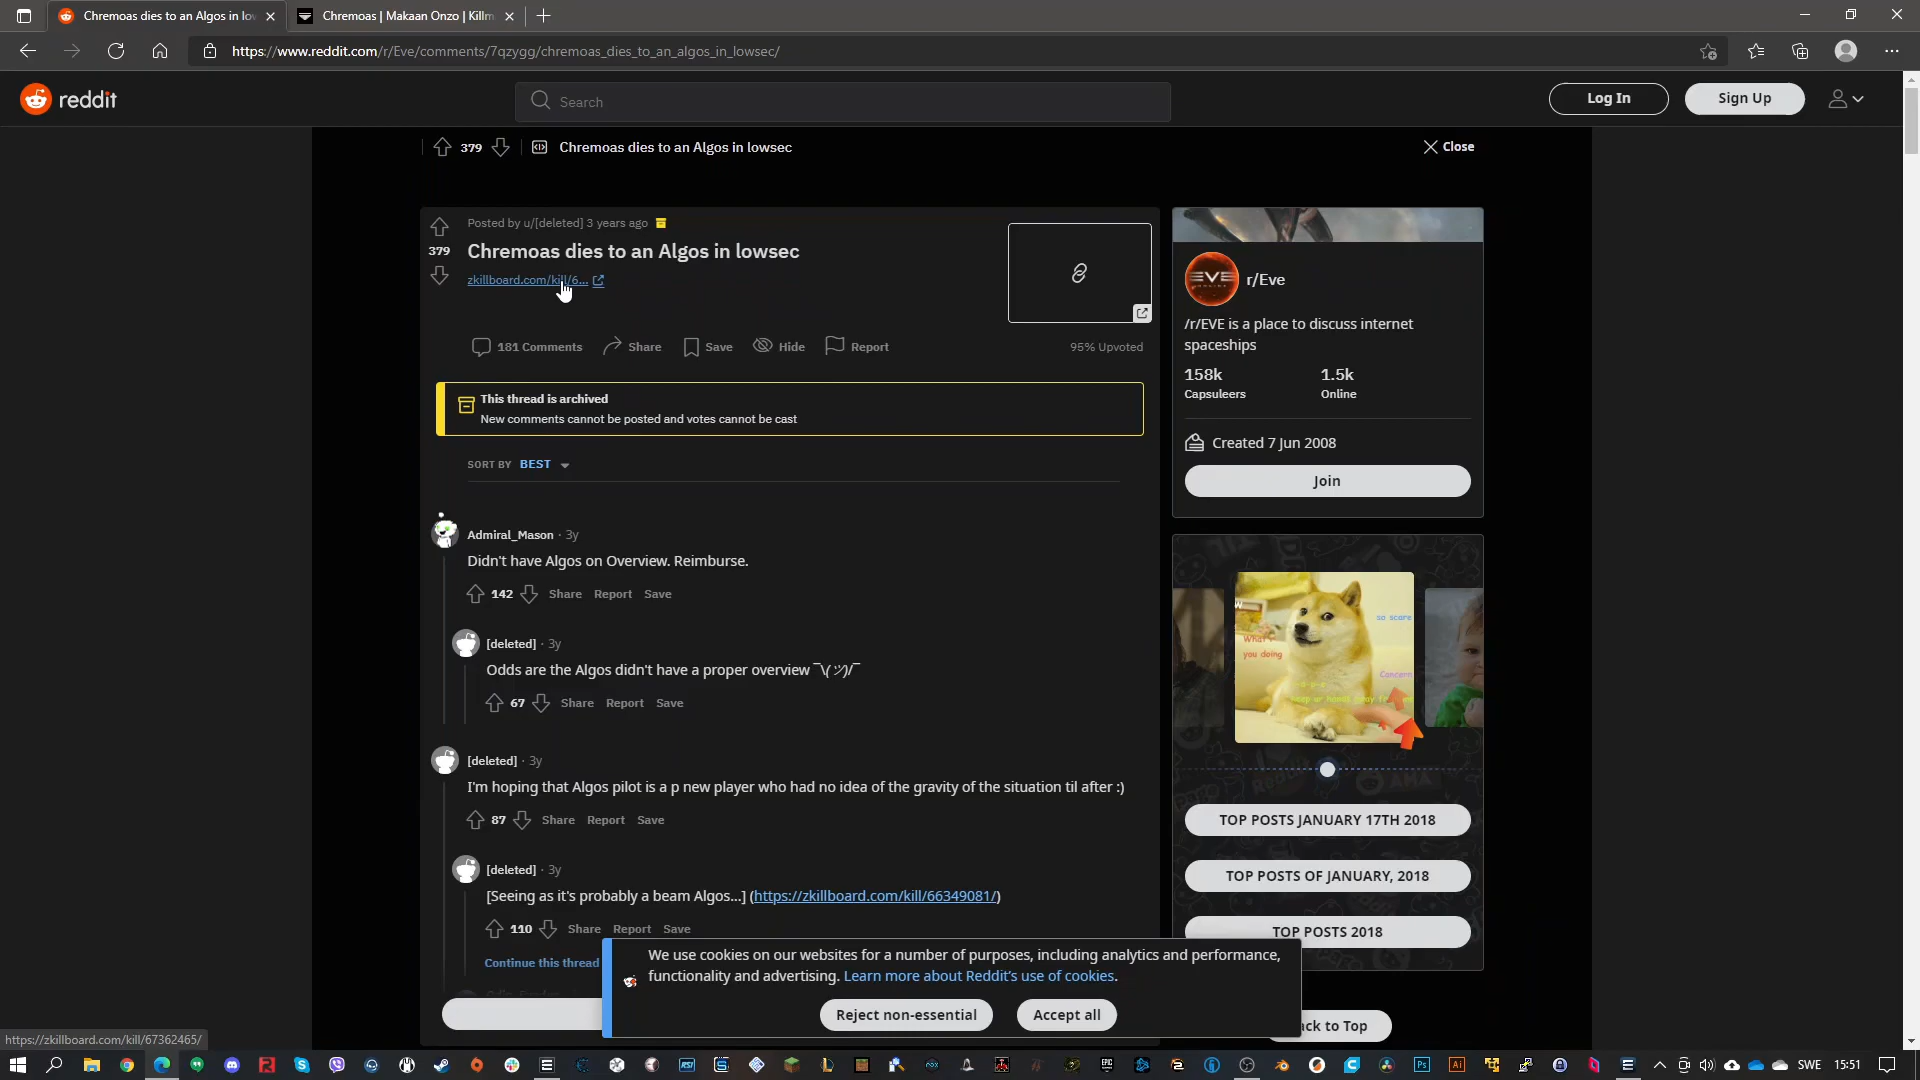 Chremoas dies to an Algos in lo
Chremoas | Makaan Onzo | Killm
https://www.reddit.com/r/Eve/comments/7qzygg/chremoas_dies_to_an_algos_in_lowsec/
reddit
Search
Log In
Sign Up
379
Chremoas dies to an Algos in lowsec
Close
Posted by u/[deleted] 3 years ago
379
Chremoas dies to an Algos in lowsec
zkillboard.com/kill/6...
181 Comments
Share
Save
Hide
Report
95% Upvoted
This thread is archived
New comments cannot be posted and votes cannot be cast
SORT BY BEST
Admiral_Mason · 3y
Didn't have Algos on Overview. Reimburse.
142 Share Report Save
[deleted] · 3y
Odds are the Algos didn't have a proper overview ¯\(ツ)/¯
67 Share Report Save
[deleted] · 3y
I'm hoping that Algos pilot is a p new player who had no idea of the gravity of the situation til after :)
87 Share Report Save
[deleted] · 3y
[Seeing as it's probably a beam Algos...] (https://zkillboard.com/kill/66349081/)
110 Share Report Save
Continue this thread
EVE
ONLINE
r/Eve
/r/EVE is a place to discuss internet
spaceships
158k
Capsuleers
1.5k
Online
Created 7 Jun 2008
Join
so scare
What r
you doing
Concern
TOP POSTS JANUARY 17TH 2018
TOP POSTS OF JANUARY, 2018
TOP POSTS 2018
ck to Top
We use cookies on our websites for a number of purposes, including analytics and performance,
functionality and advertising. Learn more about Reddit's use of cookies.
Reject non-essential
Accept all
https://zkillboard.com/kill/67362465/
SWE
15:51